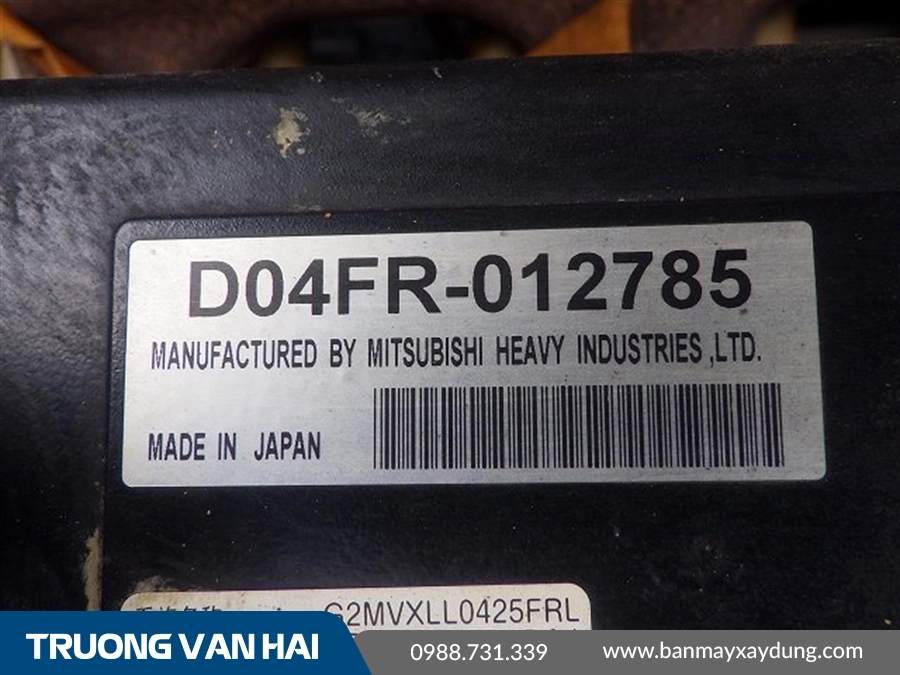 D04FR-012785
MANUFACTURED BY MITSUBISHI HEAVY INDUSTRIES ,LTD.
MADE IN JAPAN
G2MVXLL0425FRL
TRUONG VAN HAI
0988.731.339
www.banmayxaydung.com